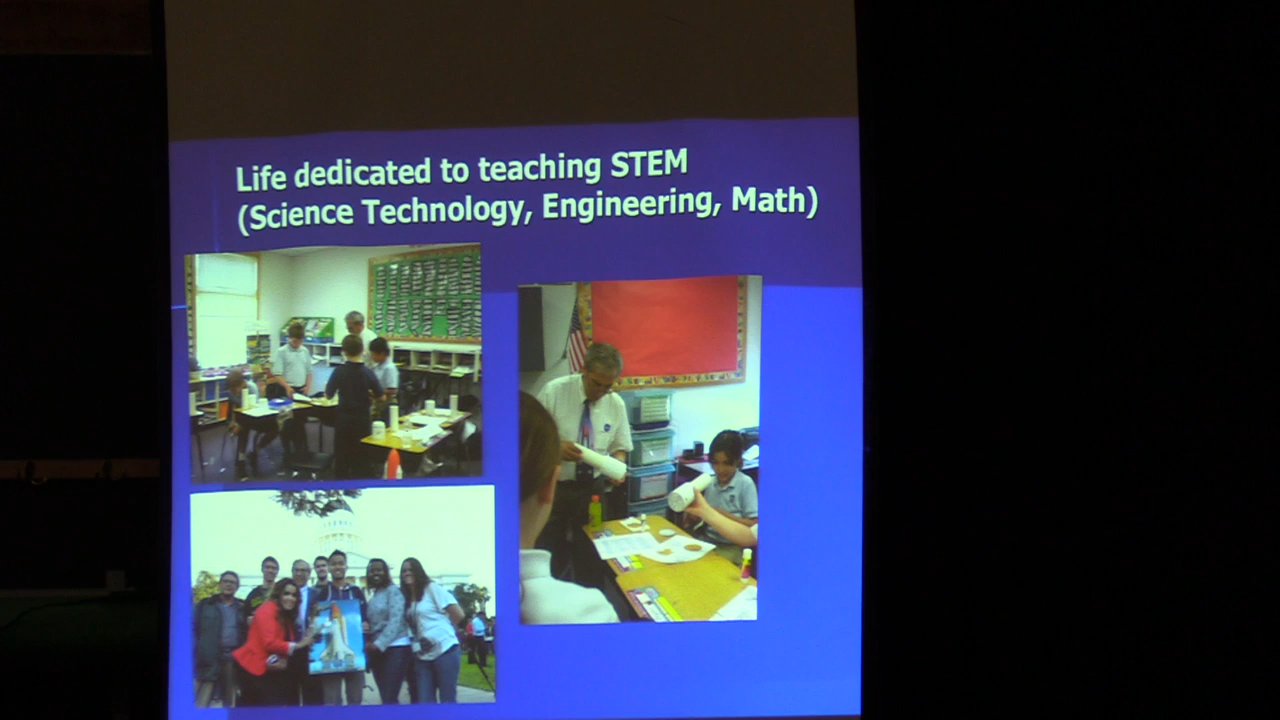 Life dedicated to teaching STEM
(Science Technology, Engineering, Math)